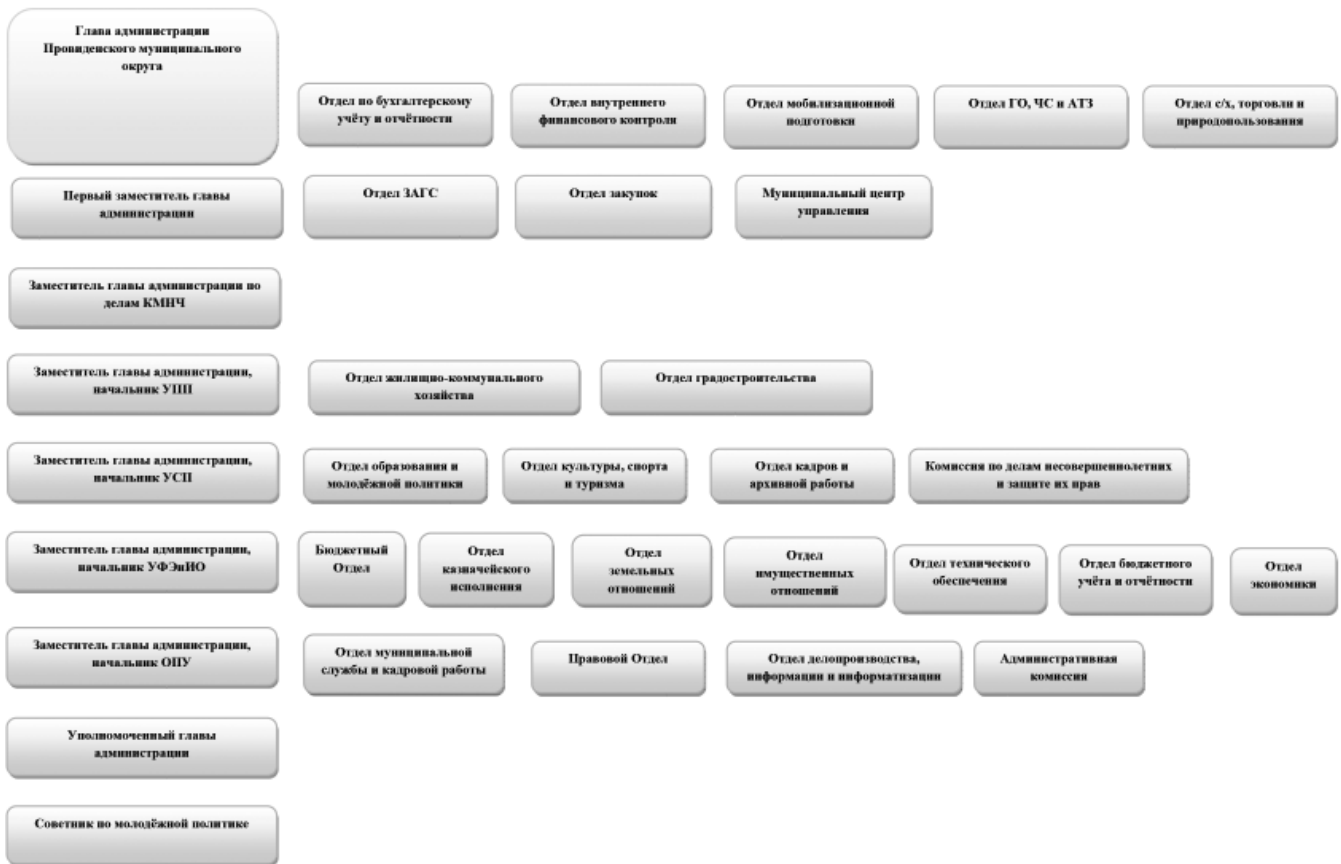 Глава администрации
Провиденского муниципального
округа
Отдел по бухгалтерскому
учёту и отчётности
Отдел внутреннего
финансового контроля
Отдел мобилизационной
подготовки
Отдел ГО, ЧС и АТЗ
Отдел с/х, торговли и
природопользования
Первый заместитель главы
администрации
Отдел ЗАГС
Отдел закупок
Муниципальный центр
управления
Заместитель главы администрации по
делам КМНЧ
Заместитель главы администрации,
начальник УПП
Отдел жилищно-коммунального
хозяйства
Отдел градостроительства
Заместитель главы администрации,
начальник УСП
Отдел образования и
молодёжной политики
Отдел культуры, спорта
и туризма
Отдел кадров и
архивной работы
Комиссия по делам несовершеннолетних
и защите их прав
Заместитель главы администрации,
начальник УФЭиИО
Бюджетный
Отдел
Отдел
казначейского
исполнения
Отдел
земельных
отношений
Отдел
имущественных
отношений
Отдел технического
обеспечения
Отдел бюджетного
учёта и отчётности
Отдел
экономики
Заместитель главы администрации,
начальник ОПУ
Отдел муниципальной
службы и кадровой работы
Правовой Отдел
Отдел делопроизводства,
информации и информатизации
Административная
комиссия
Уполномоченный главы
администрации
Советник по молодёжной политике